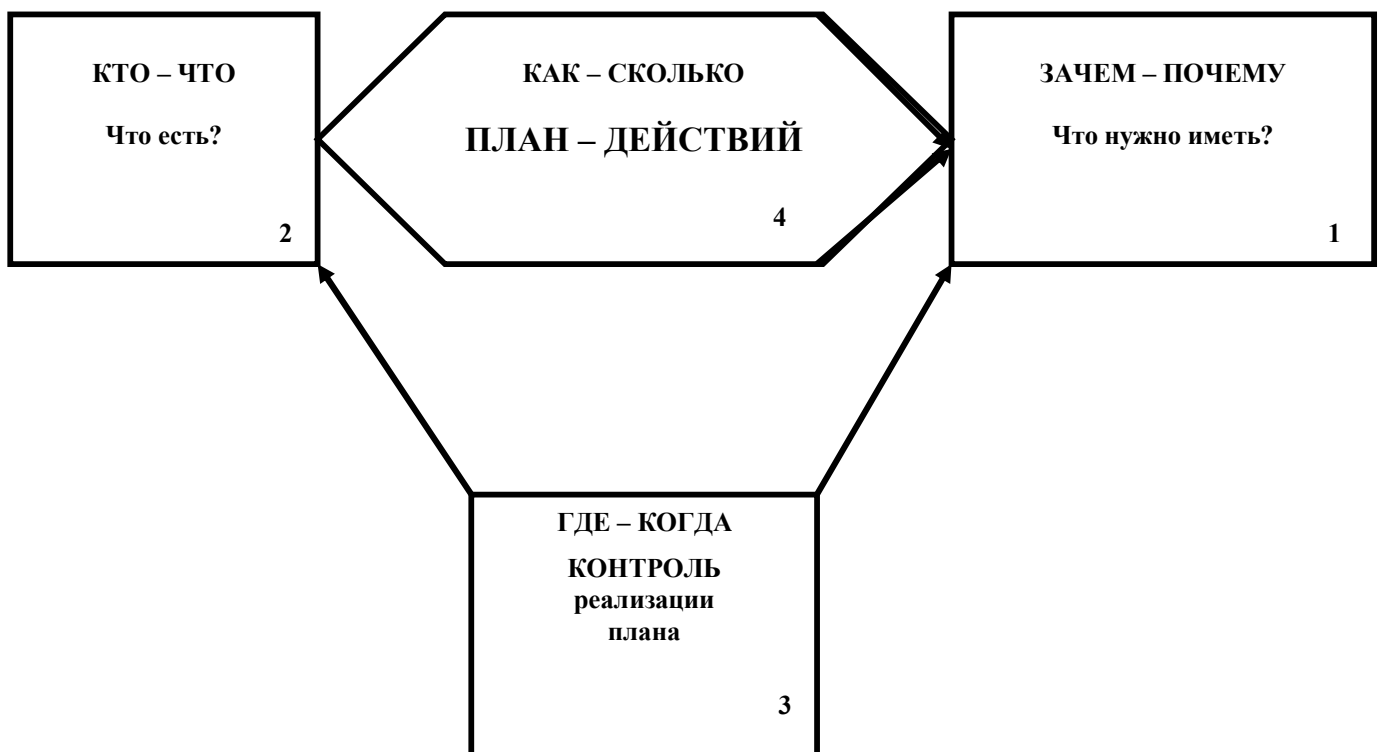 КТО – ЧТО
Что есть?
2
КАК – СКОЛЬКО
ПЛАН – ДЕЙСТВИЙ
4
ЗАЧЕМ – ПОЧЕМУ
Что нужно иметь?
1
ГДЕ – КОГДА
КОНТРОЛЬ
реализации
плана
3